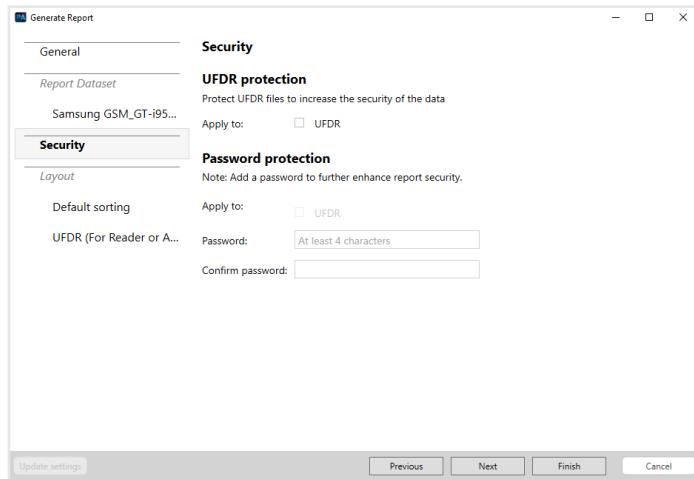 PA Generate Report
General
Report Dataset
Samsung GSM_GT-i95...
Security
Layout
Default sorting
UFDR (For Reader or A...
Security
UFDR protection
Protect UFDR files to increase the security of the data
Apply to: UFDR
Password protection
Note: Add a password to further enhance report security.
Apply to: UFDR
Password: At least 4 characters
Confirm password:
Update settings Previous Next Finish Cancel